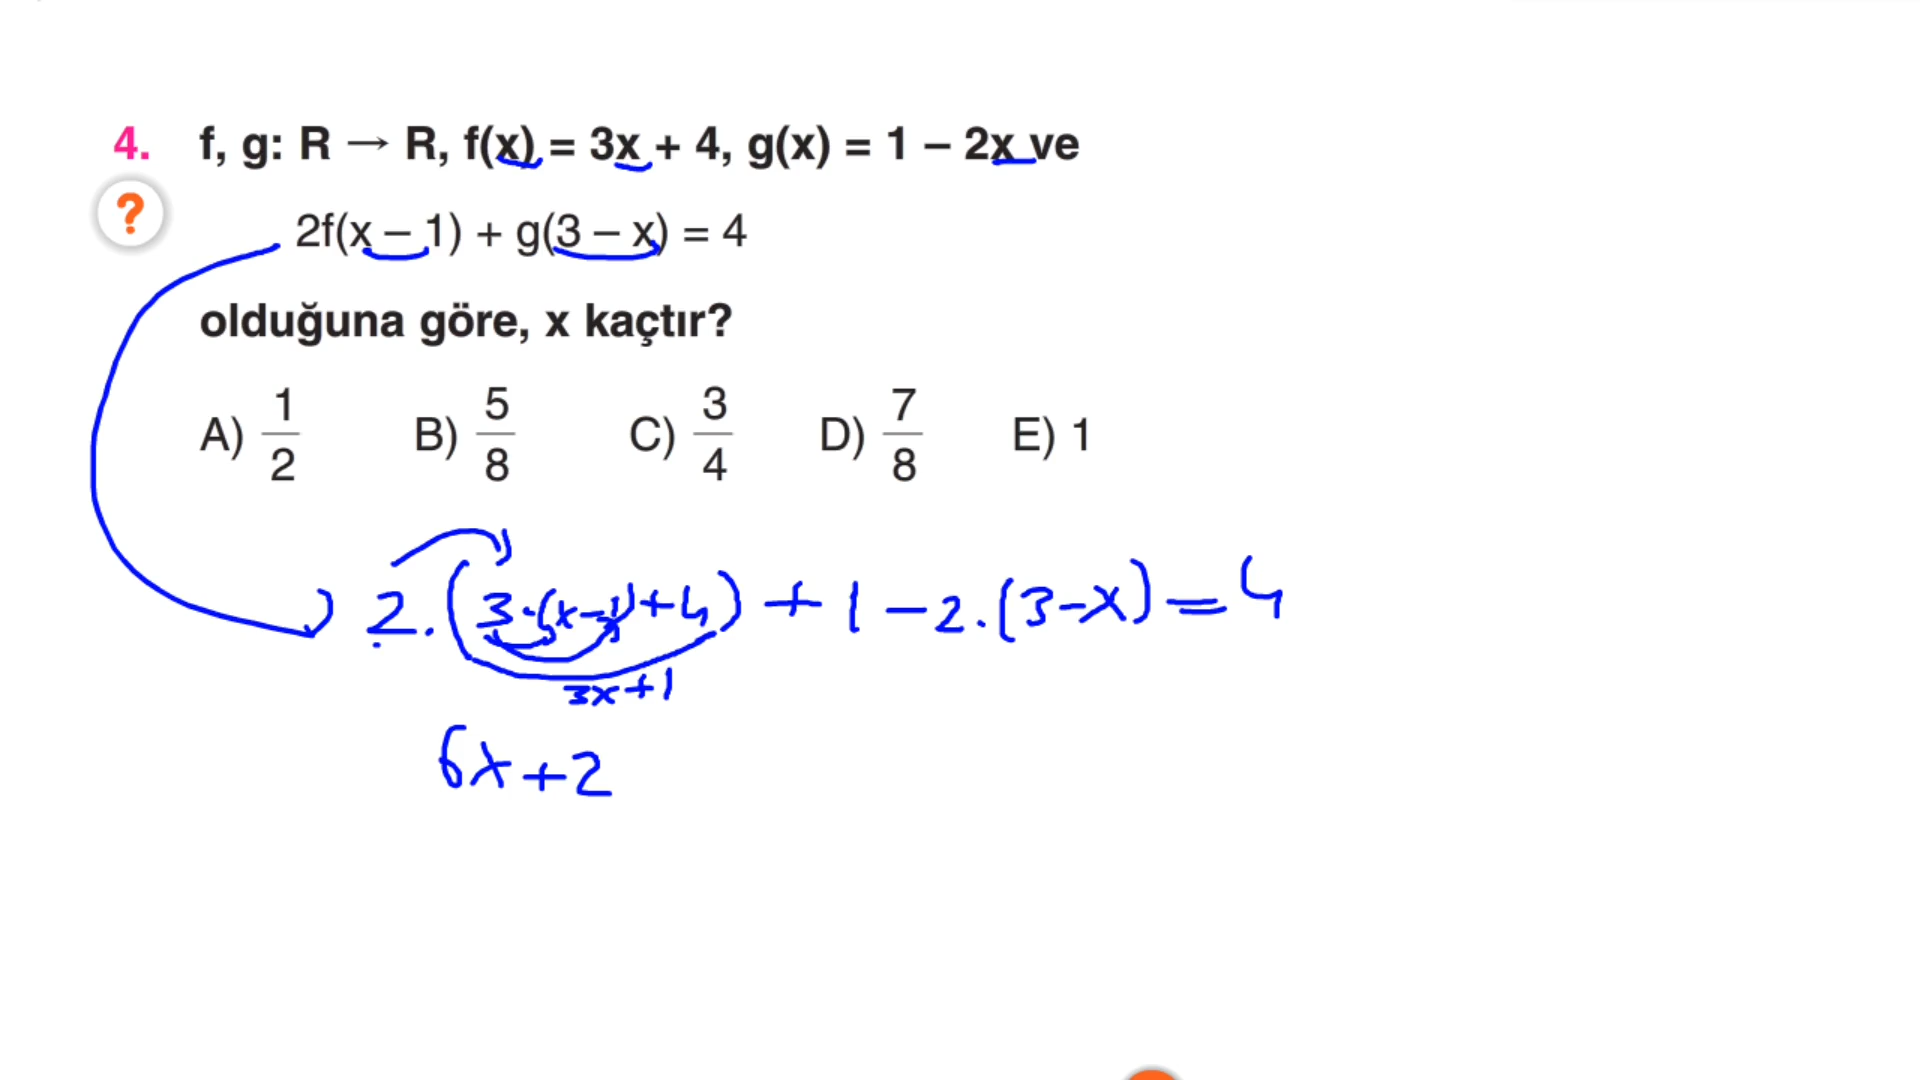 4. f, g: R → R, f(x) = 3x + 4, g(x) = 1 – 2x ve
?
2f(x – 1) + g(3 – x) = 4
olduğuna göre, x kaçtır?
A) 1/2 B) 5/8 C) 3/4 D) 7/8 E) 1
2.(3.(x-1)+4) + 1 - 2.(3-x) = 4
3x+1
6x+2